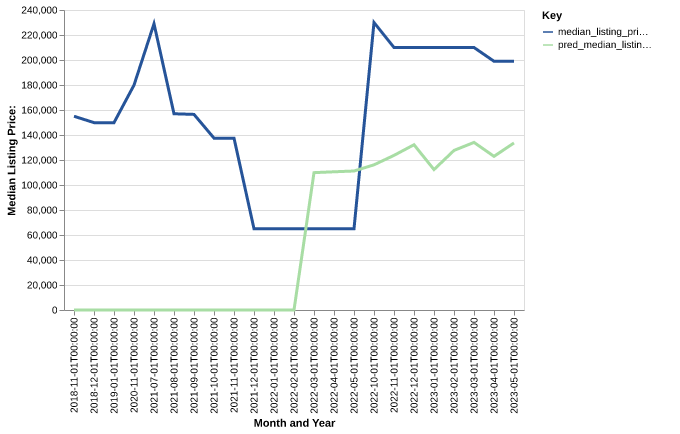 240,000
220,000
200,000
180,000
160,000
140,000
120,000
100,000
80,000
60,000
40,000
20,000
0
Median Listing Price:
2018-11-01T00:00:00
2018-12-01T00:00:00
2019-01-01T00:00:00
2020-11-01T00:00:00
2021-07-01T00:00:00
2021-08-01T00:00:00
2021-09-01T00:00:00
2021-10-01T00:00:00
2021-11-01T00:00:00
2021-12-01T00:00:00
2022-01-01T00:00:00
2022-02-01T00:00:00
2022-03-01T00:00:00
2022-04-01T00:00:00
2022-05-01T00:00:00
2022-10-01T00:00:00
2022-11-01T00:00:00
2022-12-01T00:00:00
2023-01-01T00:00:00
2023-02-01T00:00:00
2023-03-01T00:00:00
2023-04-01T00:00:00
2023-05-01T00:00:00
Month and Year
Key
median_listing_pri…
pred_median_listin…